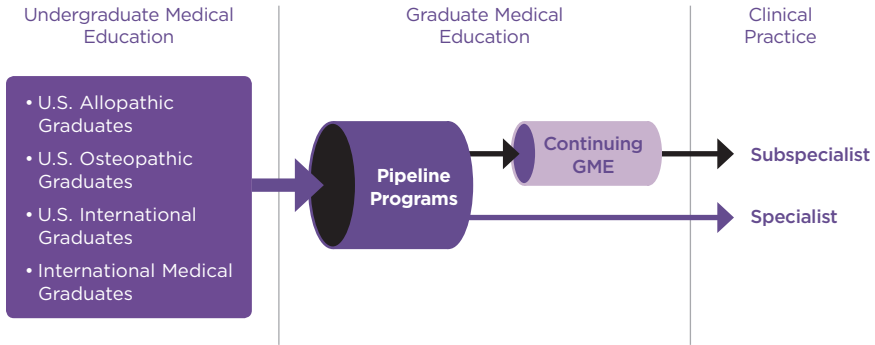 Undergraduate Medical
Education
Graduate Medical
Education
Clinical
Practice
• U.S. Allopathic
Graduates
• U.S. Osteopathic
Graduates
• U.S. International
Graduates
• International Medical
Graduates
Pipeline
Programs
Continuing
GME
Subspecialist
Specialist